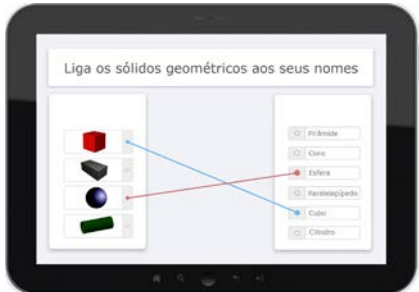 Liga os sólidos geométricos aos seus nomes
Pirâmide
Cone
Esfera
Paralelepípedo
Cubo
Cilindro